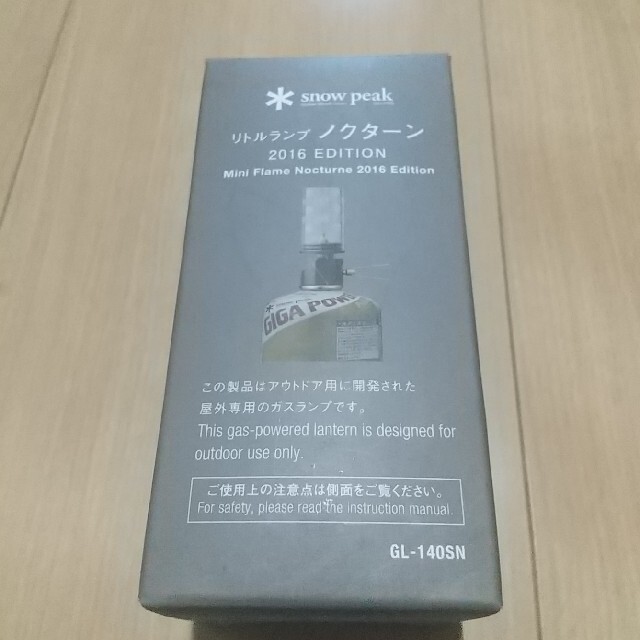 snow peak
リトルランプ ノクターン
2016 EDITION
Mini Flame Nocturne 2016 Edition
GIGA POW
この製品はアウトドア用に開発された
屋外専用のガスランプです。
This gas-powered lantern is designed for
outdoor use only.
ご使用上の注意点は側面をご覧ください。
For safety, please read the instruction manual.
GL-140SN